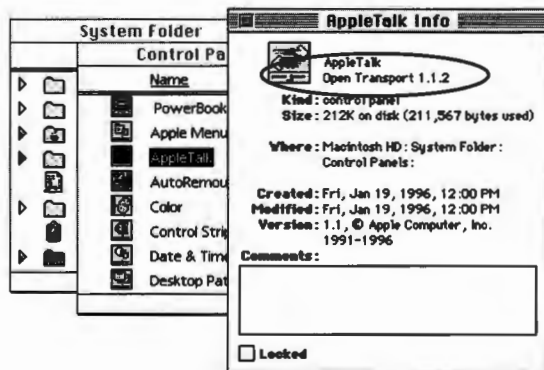 System Folder
Control Pa
Name
PowerBook
Apple Menu
AppleTalk
AutoRemou
Color
Control Strip
Date & Time
Desktop Pat
AppleTalk Info
AppleTalk
Open Transport 1.1.2
Kind: control panel
Size: 212K on disk (211,567 bytes used)
Where: Macintosh HD: System Folder:
Control Panels:
Created: Fri, Jan 19, 1996, 12:00 PM
Modified: Fri, Jan 19, 1996, 12:00 PM
Version: 1.1, © Apple Computer, Inc.
1991-1996
Comments:
Locked